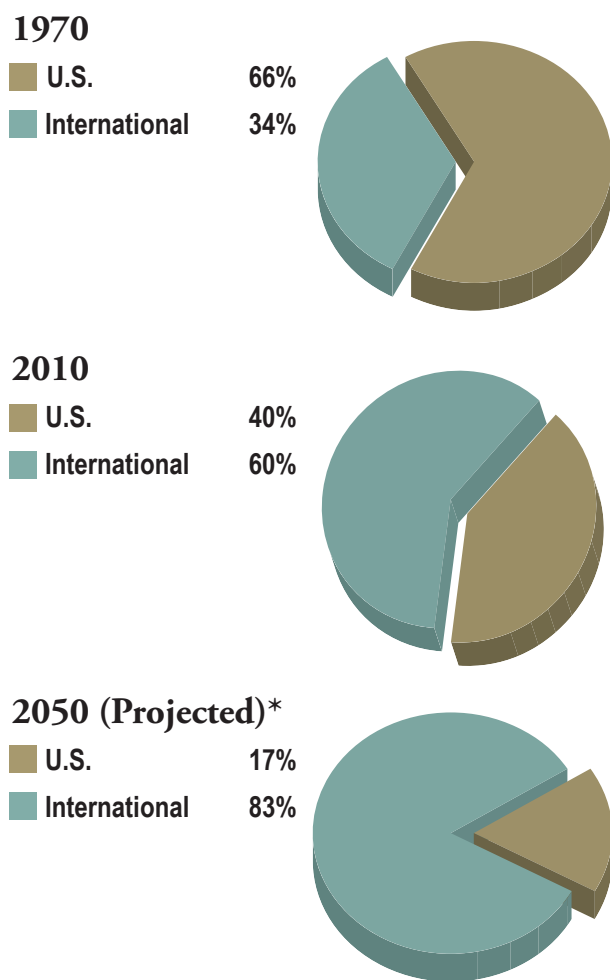 1970
U.S. 66%
International 34%
2010
U.S. 40%
International 60%
2050 (Projected)*
U.S. 17%
International 83%